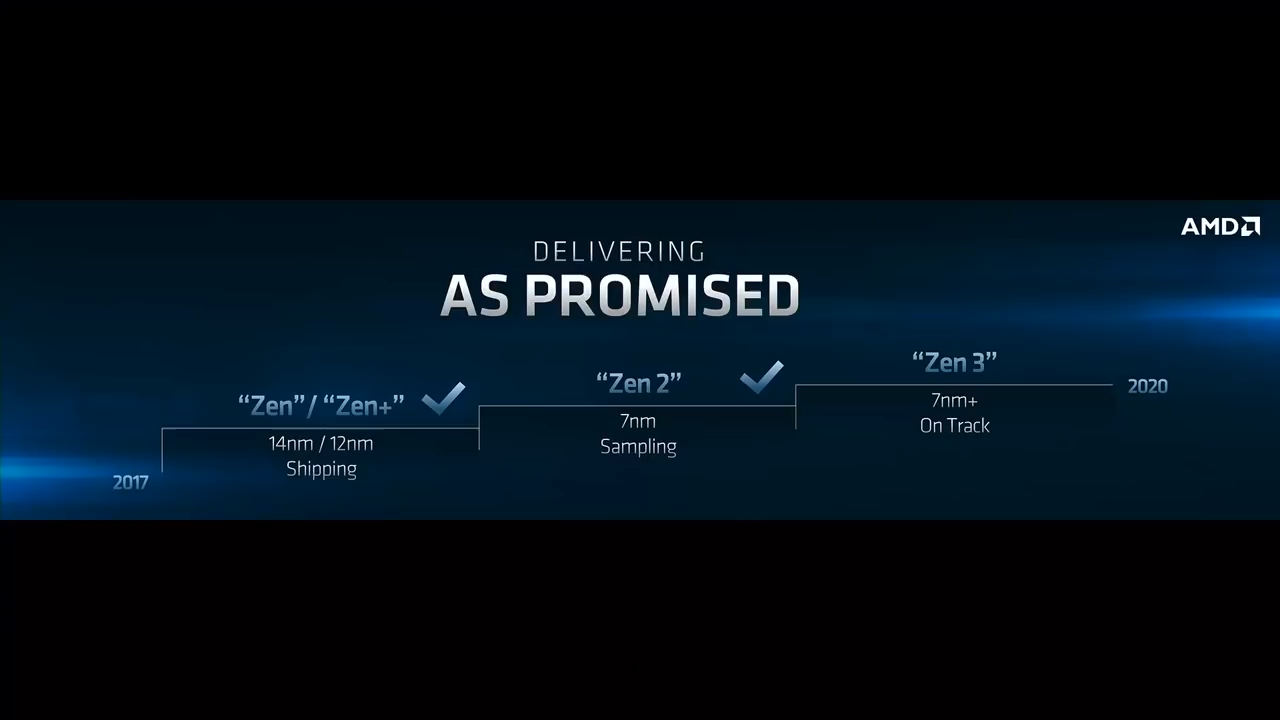 AMD
DELIVERING
AS PROMISED
“Zen”/ “Zen+”
14nm / 12nm
Shipping
“Zen 2”
7nm
Sampling
“Zen 3”
7nm+
On Track
2017
2020